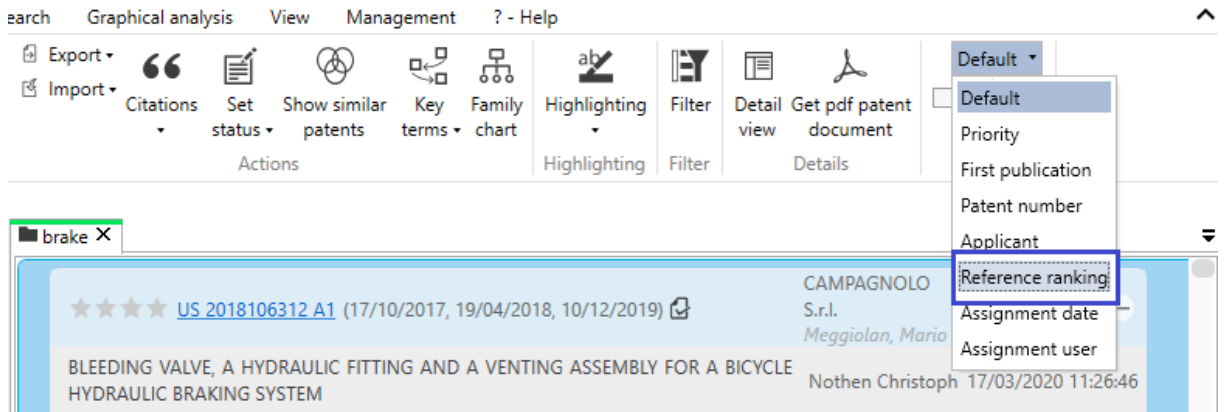 earch Graphical analysis View Management ? - Help
Export
Import
Citations
Set status
Show similar patents
Key terms
Family chart
Actions
Highlighting
Highlighting
Filter
Filter
Detail view
Get pdf patent document
Details
Default
Default
Priority
First publication
Patent number
Applicant
Reference ranking
Assignment date
Assignment user
brake X
US 2018106312 A1 (17/10/2017, 19/04/2018, 10/12/2019)
CAMPAGNOLO
S.r.l.
Meggiolan, Mario
BLEEDING VALVE, A HYDRAULIC FITTING AND A VENTING ASSEMBLY FOR A BICYCLE
HYDRAULIC BRAKING SYSTEM
Nothen Christoph 17/03/2020 11:26:46